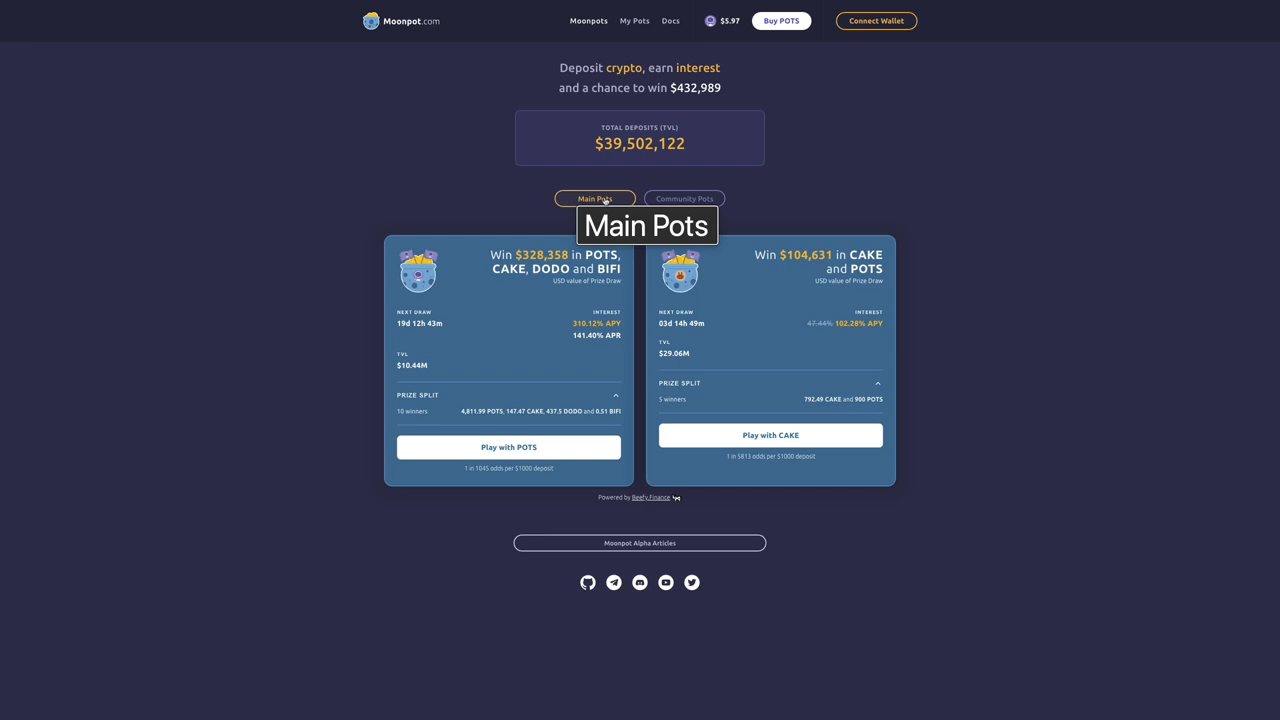 Moonpot.com
Moonpots My Pots Docs $5.97 Buy POTS Connect Wallet
Deposit crypto, earn interest
and a chance to win $432,989
TOTAL DEPOSITS (TVL)
$39,502,122
Main Pots Community Pots
Main Pots
Win $328,358 in POTS,
CAKE, DODO and BIFI
USD value of Prize Draw
NEXT DRAW INTEREST
19d 12h 43m 310.12% APY
141.40% APR
TVL
$10.44M
PRIZE SPLIT
10 winners 4,811.99 POTS, 147.47 CAKE, 437.5 DODO and 0.51 BIFI
Play with POTS
1 in 1045 odds per $1000 deposit
Win $104,631 in CAKE
and POTS
USD value of Prize Draw
NEXT DRAW INTEREST
03d 14h 49m 47.44% 102.28% APY
TVL
$29.06M
PRIZE SPLIT
5 winners 792.49 CAKE and 900 POTS
Play with CAKE
1 in 5813 odds per $1000 deposit
Powered by Beefy.Finance
Moonpot Alpha Articles